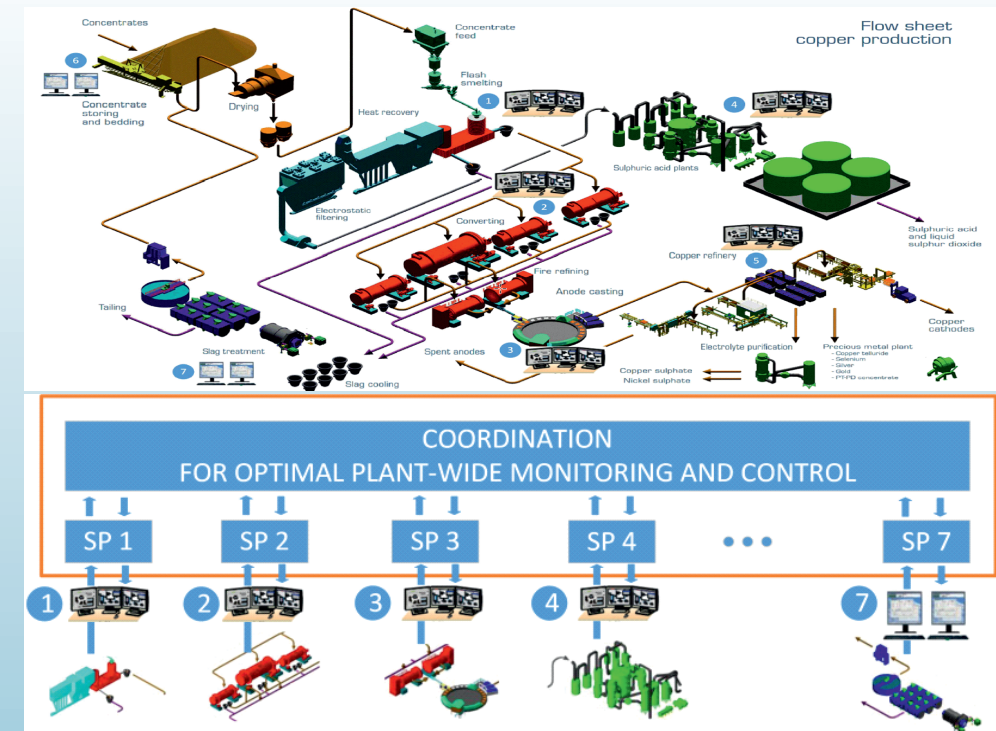 Flow sheet
copper production
Concentrates
6
Concentrate
storing
and bedding
Drying
Concentrate
feed
Flash
smelting
1
Heat recovery
Electrostatic
filtering
4
Sulphuric acid plants
Sulphuric acid
and liquid
sulphur dioxide
2
Converting
Fire refining
Anode casting
3
Spent anodes
Copper refinery
5
Copper
cathodes
Electrolyte purification
Precious metal plant
- Copper telluride
- Selenium
- Silver
- Gold
- PT-PD concentrate
Copper sulphate
Nickel sulphate
Tailing
Slag treatment
7
Slag cooling
COORDINATION
FOR OPTIMAL PLANT-WIDE MONITORING AND CONTROL
SP 1
SP 2
SP 3
SP 4
•••
SP 7
1
2
3
4
7